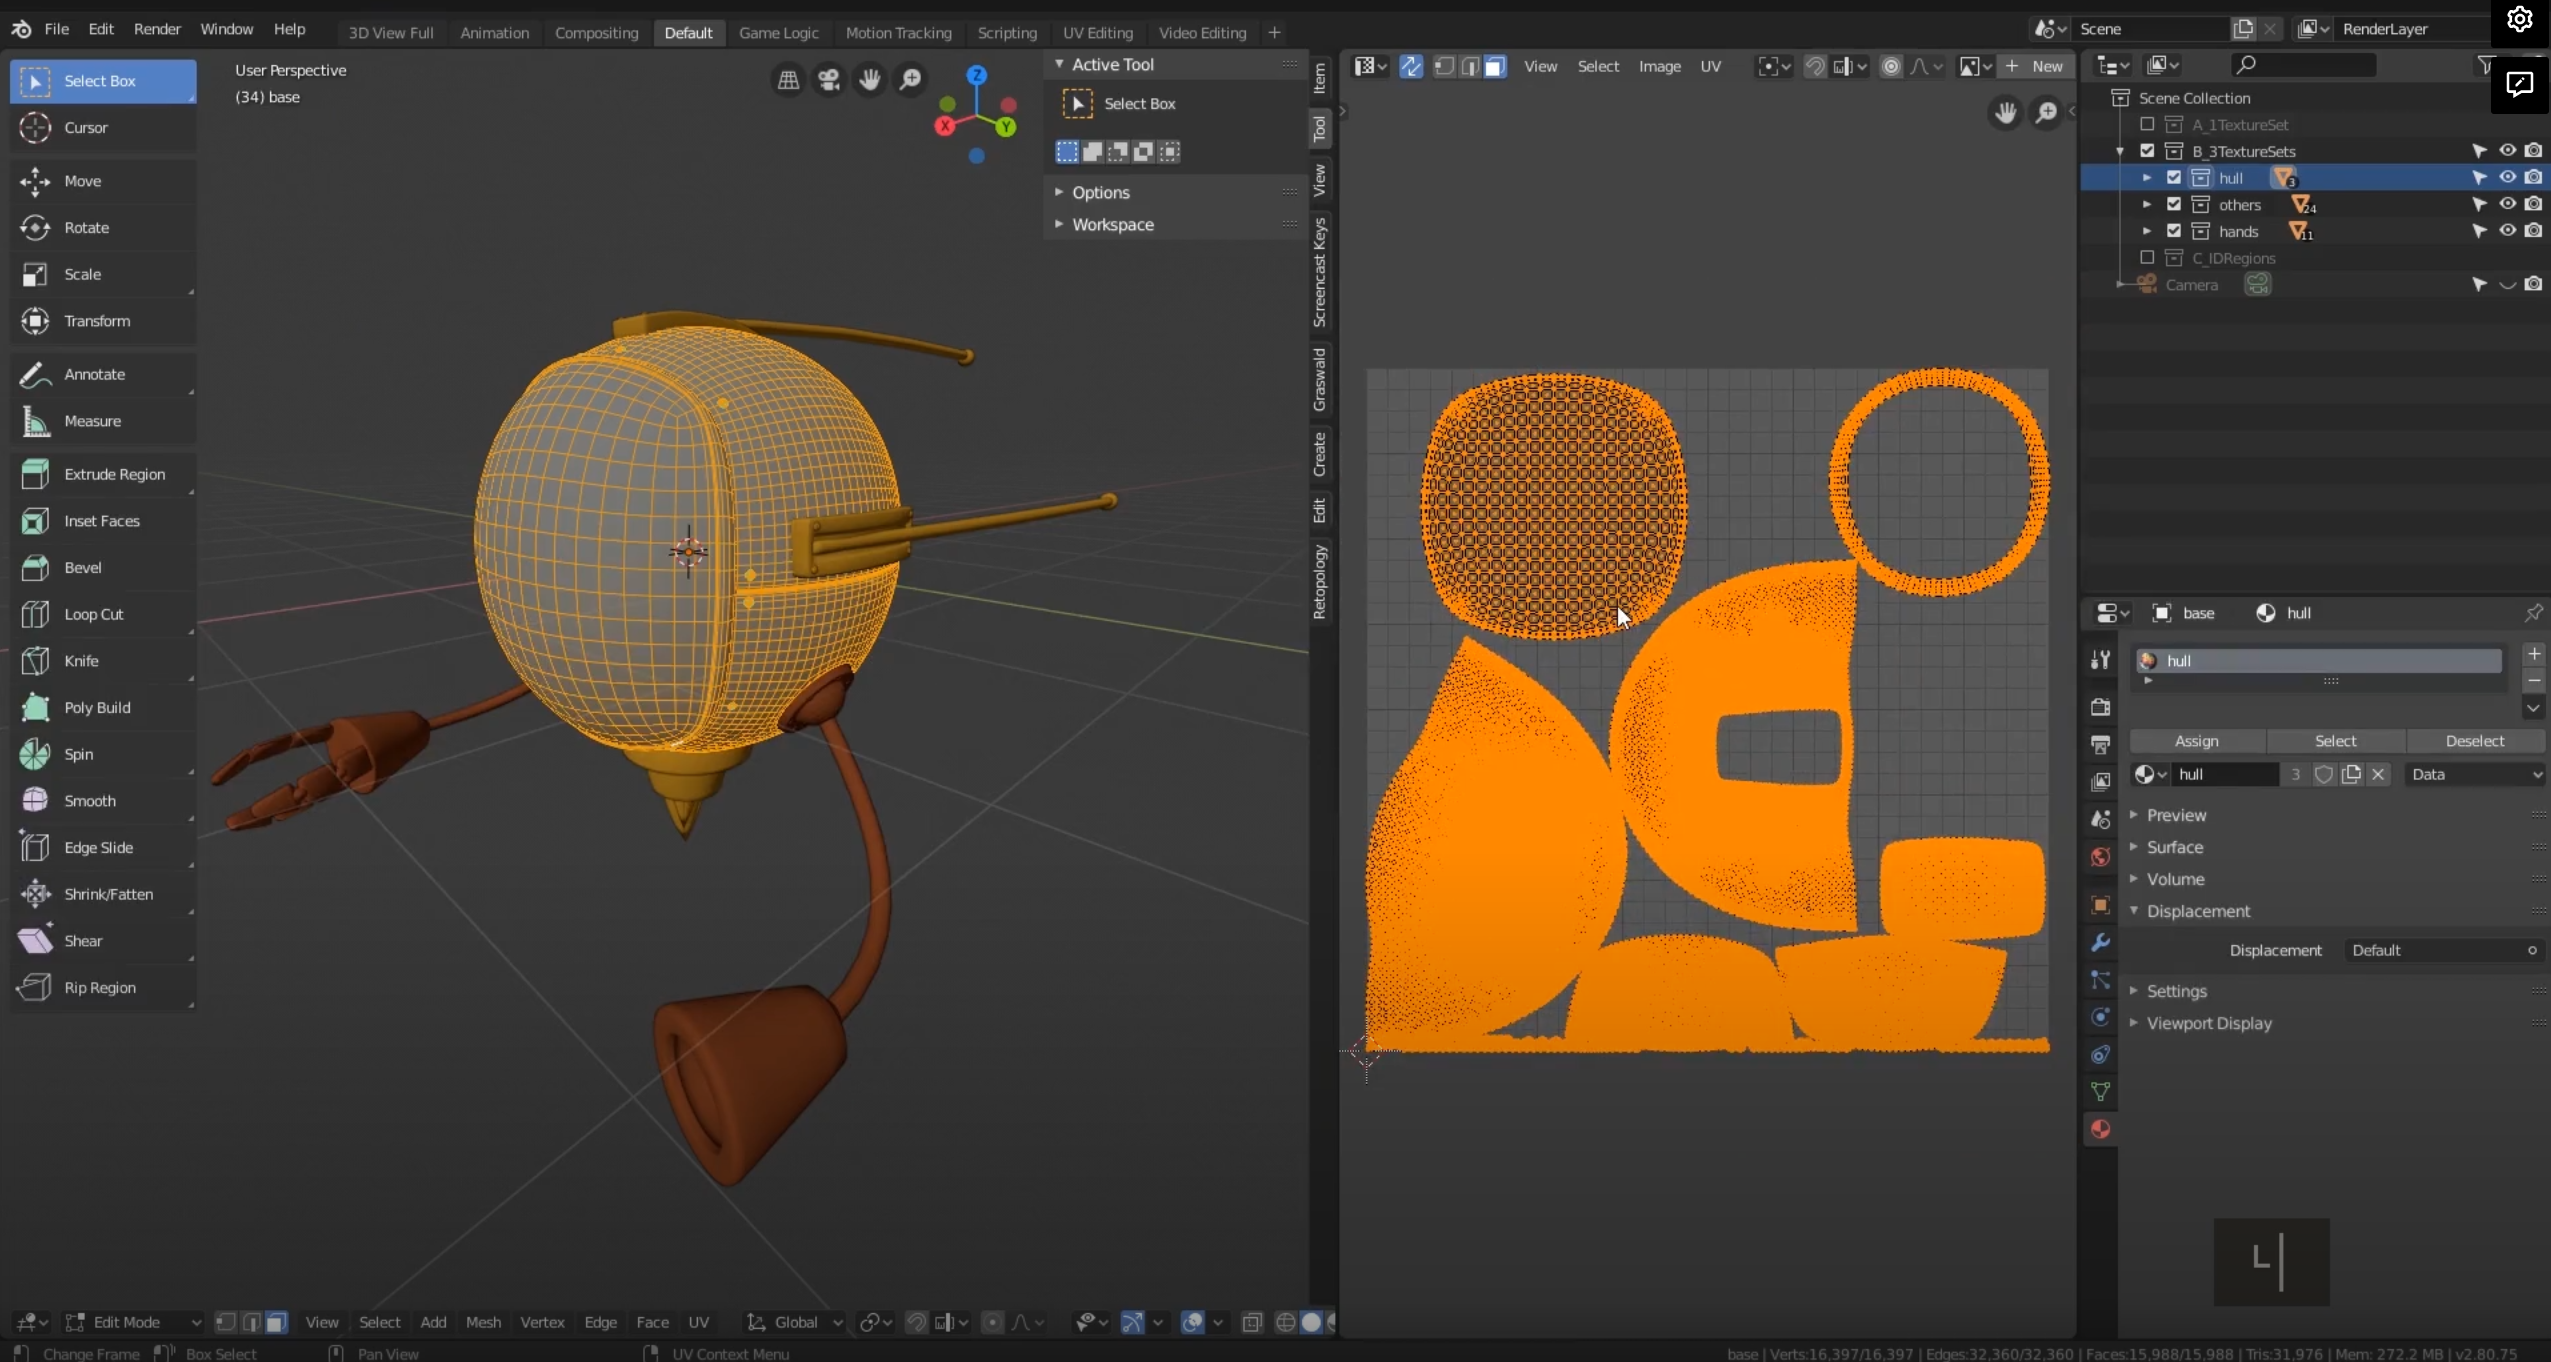 File Edit Render Window Help 3D View Full Animation Compositing Default Game Logic Motion Tracking Scripting UV Editing Video Editing + Scene RenderLayer
Select Box
Cursor
Move
Rotate
Scale
Transform
Annotate
Measure
Extrude Region
Inset Faces
Bevel
Loop Cut
Knife
Poly Build
Spin
Smooth
Edge Slide
Shrink/Fatten
Shear
Rip Region
User Perspective
(34) base
Z
X
Y
Active Tool
Select Box
Options
Workspace
Item
Tool
View
Screencast Keys
Graswald
Create
Edit
Retopology
View Select Image UV + New
Scene Collection
A_1TextureSet
B_3TextureSets
hull 3
others 24
hands 11
C_IDRegions
Camera
base hull
hull
Assign Select Deselect
hull 3 Data
Preview
Surface
Volume
Displacement
Displacement Default
Settings
Viewport Display
Edit Mode View Select Add Mesh Vertex Edge Face UV Global
Change Frame Box Select Pan View UV Context Menu base | Verts:16,397/16,397 | Edges:32,360/32,360 | Faces:15,988/15,988 | Tris:31,976 | Mem: 272.2 MB | v2.80.75